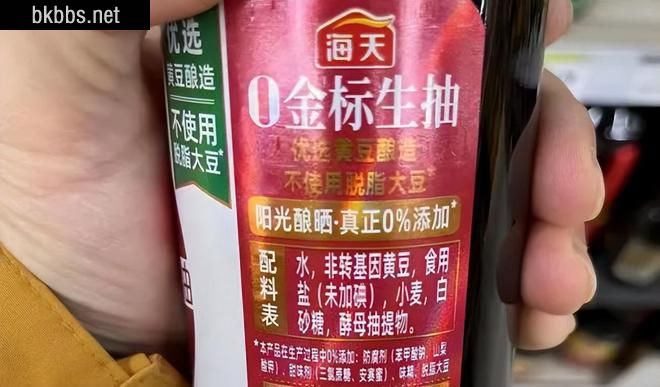 bkbbs.net
优选
黄豆酿造
不使用
脱脂大豆*
海天
0金标生抽
优选黄豆酿造
不使用脱脂大豆*
阳光酿晒·真正0%添加*
配料表
水，非转基因黄豆，食用
盐（未加碘），小麦，白
砂糖，酵母抽提物。
*本产品在生产过程中0%添加：防腐剂（苯甲酸钠，山梨
酸钾）、甜味剂（三氯蔗糖、安赛蜜）、味精、脱脂大豆